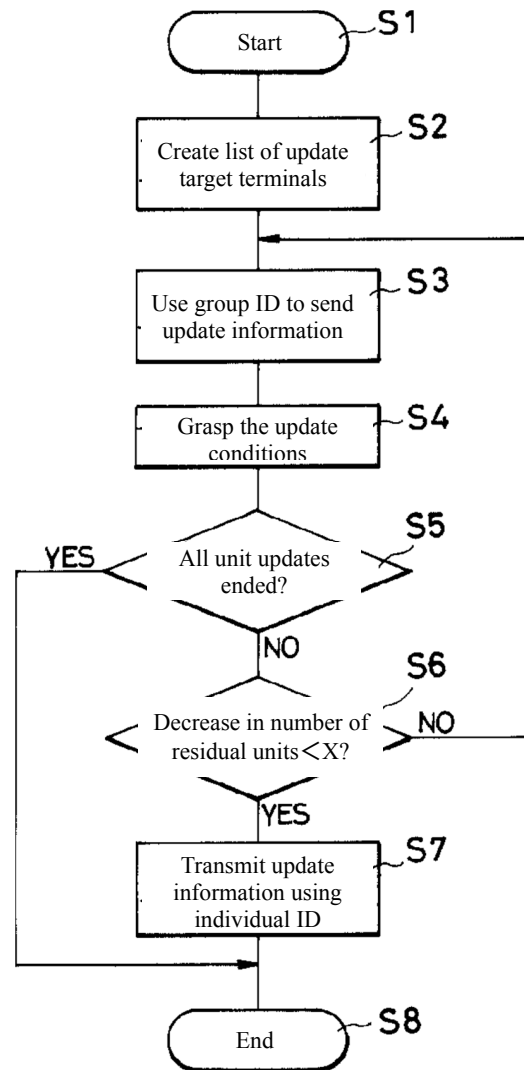 Start
S1
Create list of update
target terminals
S2
Use group ID to send
update information
S3
Grasp the update
conditions
S4
All unit updates
ended?
S5
YES
NO
Decrease in number of
residual units<X?
S6
NO
YES
Transmit update
information using
individual ID
S7
End
S8